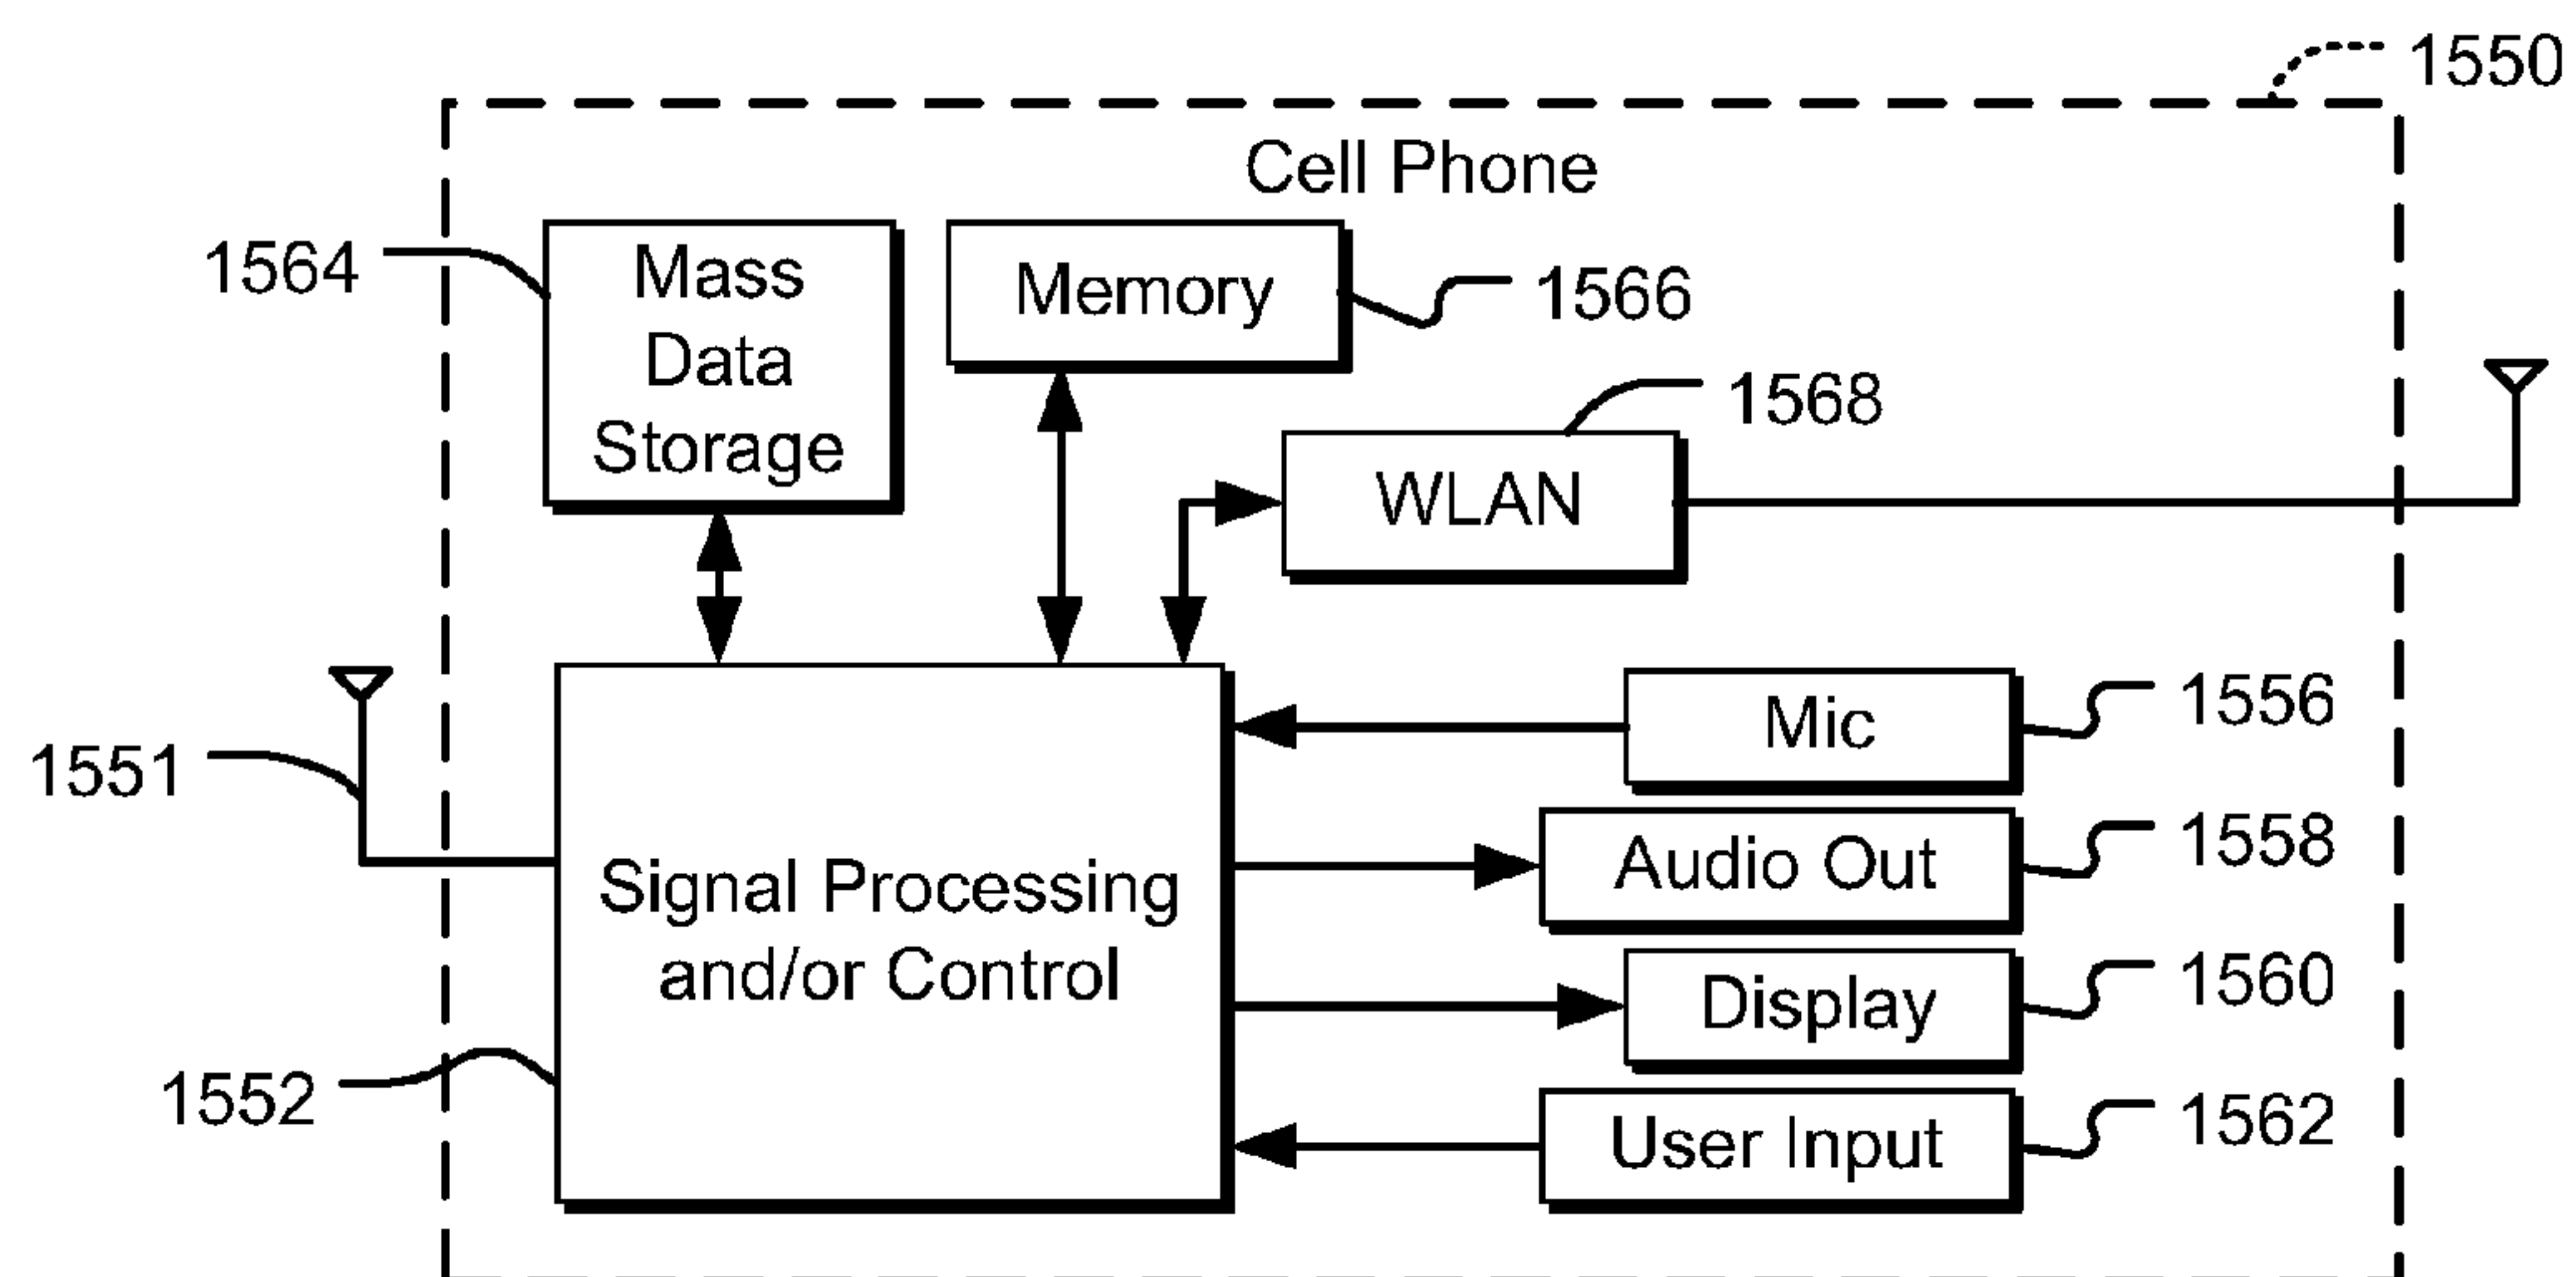 1550
Cell Phone
1564
Mass
Data
Storage
Memory
1566
1568
WLAN
1551
Mic
1556
Audio Out
1558
Signal Processing
and/or Control
Display
1560
1552
User Input
1562